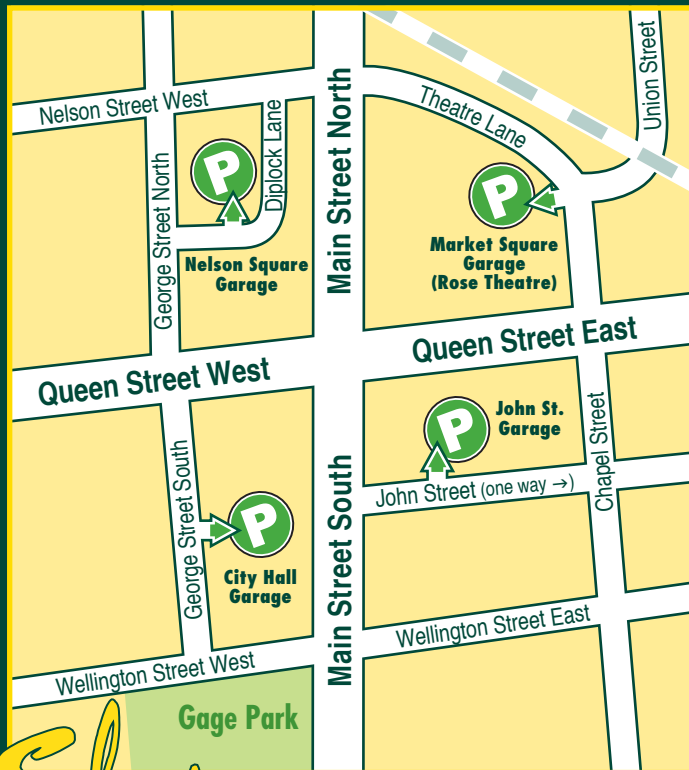 Union Street
Nelson Street West
Theatre Lane
Diplock Lane
George Street North
Main Street North
P
P
Nelson Square
Garage
Market Square
Garage
(Rose Theatre)
Queen Street West
Queen Street East
P
John St.
Garage
Chapel Street
John Street (one way →)
George Street South
Main Street South
P
City Hall
Garage
Wellington Street East
Wellington Street West
Gage Park